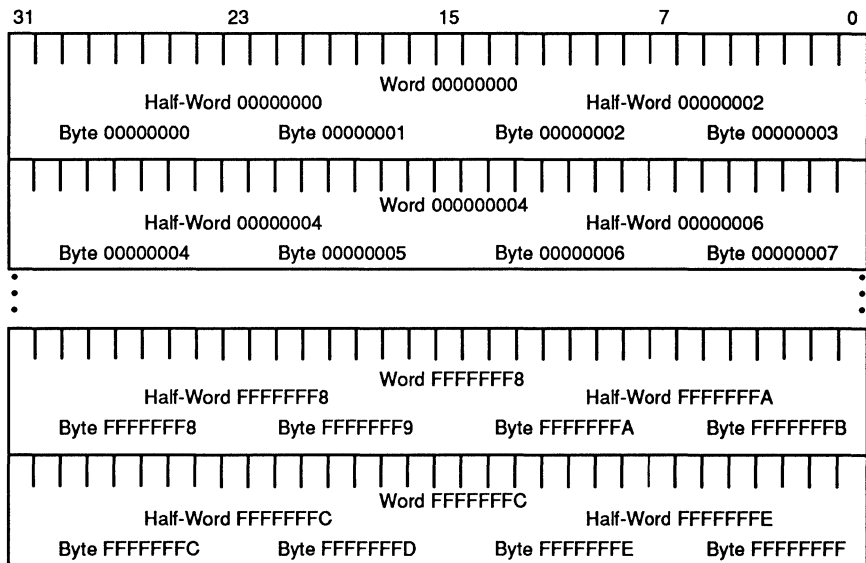 31 23 15 7 0
Word 00000000
Half-Word 00000000 Half-Word 00000002
Byte 00000000 Byte 00000001 Byte 00000002 Byte 00000003
Word 000000004
Half-Word 00000004 Half-Word 00000006
Byte 00000004 Byte 00000005 Byte 00000006 Byte 00000007
Word FFFFFFF8
Half-Word FFFFFFF8 Half-Word FFFFFFFA
Byte FFFFFFF8 Byte FFFFFFF9 Byte FFFFFFFA Byte FFFFFFFB
Word FFFFFFFC
Half-Word FFFFFFFC Half-Word FFFFFFFE
Byte FFFFFFFC Byte FFFFFFFD Byte FFFFFFFE Byte FFFFFFFF